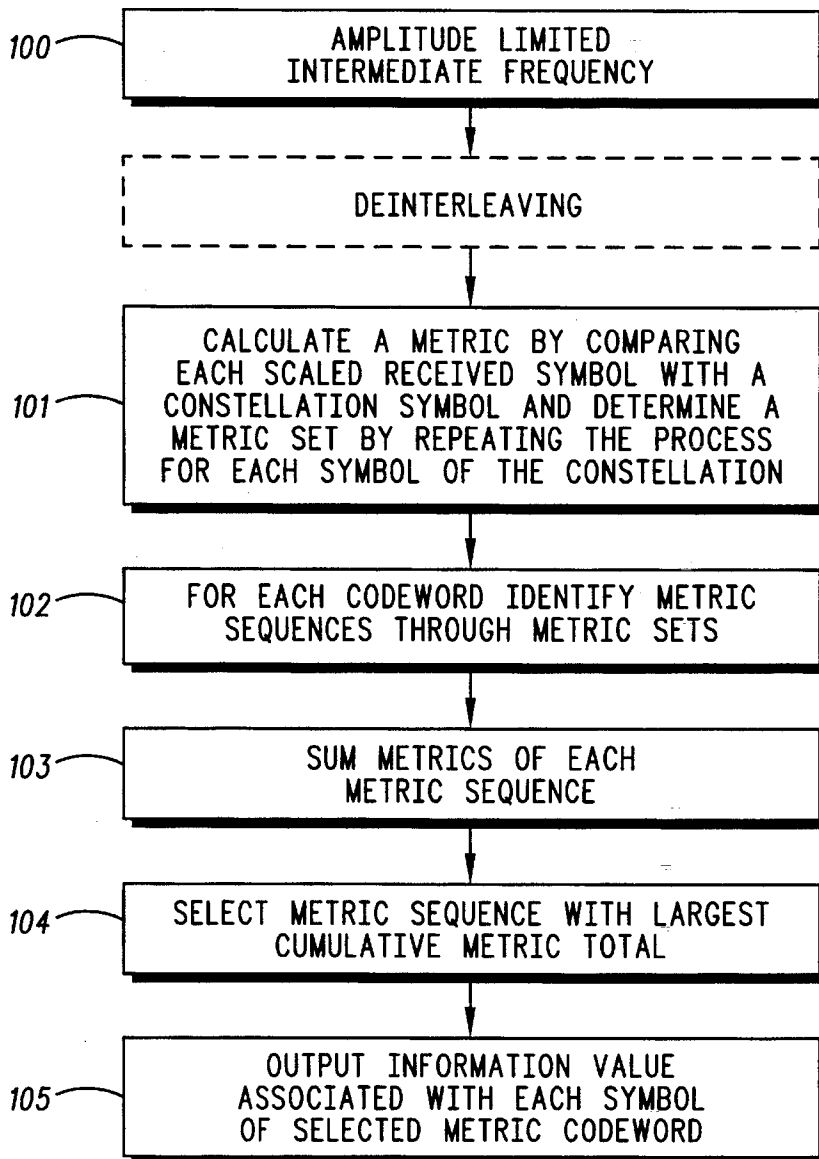 100
AMPLITUDE LIMITED
INTERMEDIATE FREQUENCY
DEINTERLEAVING
101
CALCULATE A METRIC BY COMPARING
EACH SCALED RECEIVED SYMBOL WITH A
CONSTELLATION SYMBOL AND DETERMINE A
METRIC SET BY REPEATING THE PROCESS
FOR EACH SYMBOL OF THE CONSTELLATION
102
FOR EACH CODEWORD IDENTIFY METRIC
SEQUENCES THROUGH METRIC SETS
103
SUM METRICS OF EACH
METRIC SEQUENCE
104
SELECT METRIC SEQUENCE WITH LARGEST
CUMULATIVE METRIC TOTAL
105
OUTPUT INFORMATION VALUE
ASSOCIATED WITH EACH SYMBOL
OF SELECTED METRIC CODEWORD